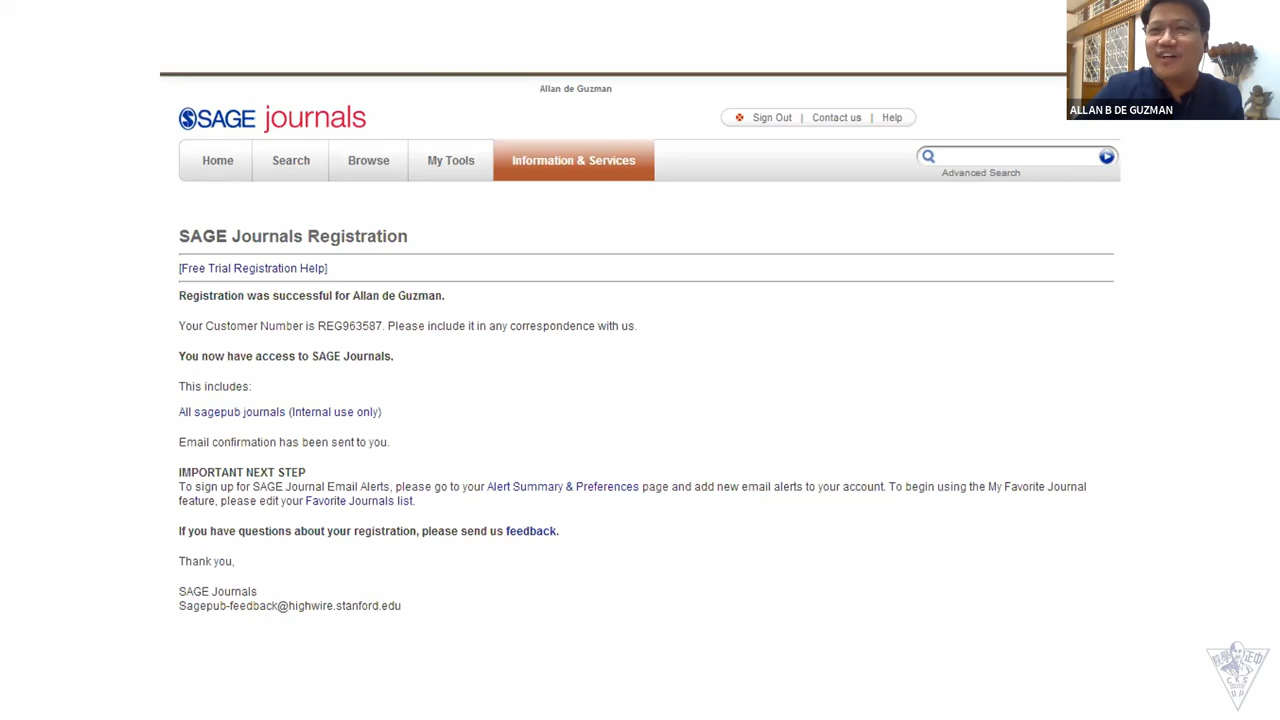 Allan de Guzman
SAGE journals
Sign Out | Contact us | Help
ALLAN B DE GUZMAN
Home Search Browse My Tools Information & Services
Advanced Search
SAGE Journals Registration
[Free Trial Registration Help]
Registration was successful for Allan de Guzman.
Your Customer Number is REG963587. Please include it in any correspondence with us.
You now have access to SAGE Journals.
This includes:
All sagepub journals (Internal use only)
Email confirmation has been sent to you.
IMPORTANT NEXT STEP
To sign up for SAGE Journal Email Alerts, please go to your Alert Summary & Preferences page and add new email alerts to your account. To begin using the My Favorite Journal
feature, please edit your Favorite Journals list.
If you have questions about your registration, please send us feedback.
Thank you,
SAGE Journals
Sagepub-feedback@highwire.stanford.edu
CKS